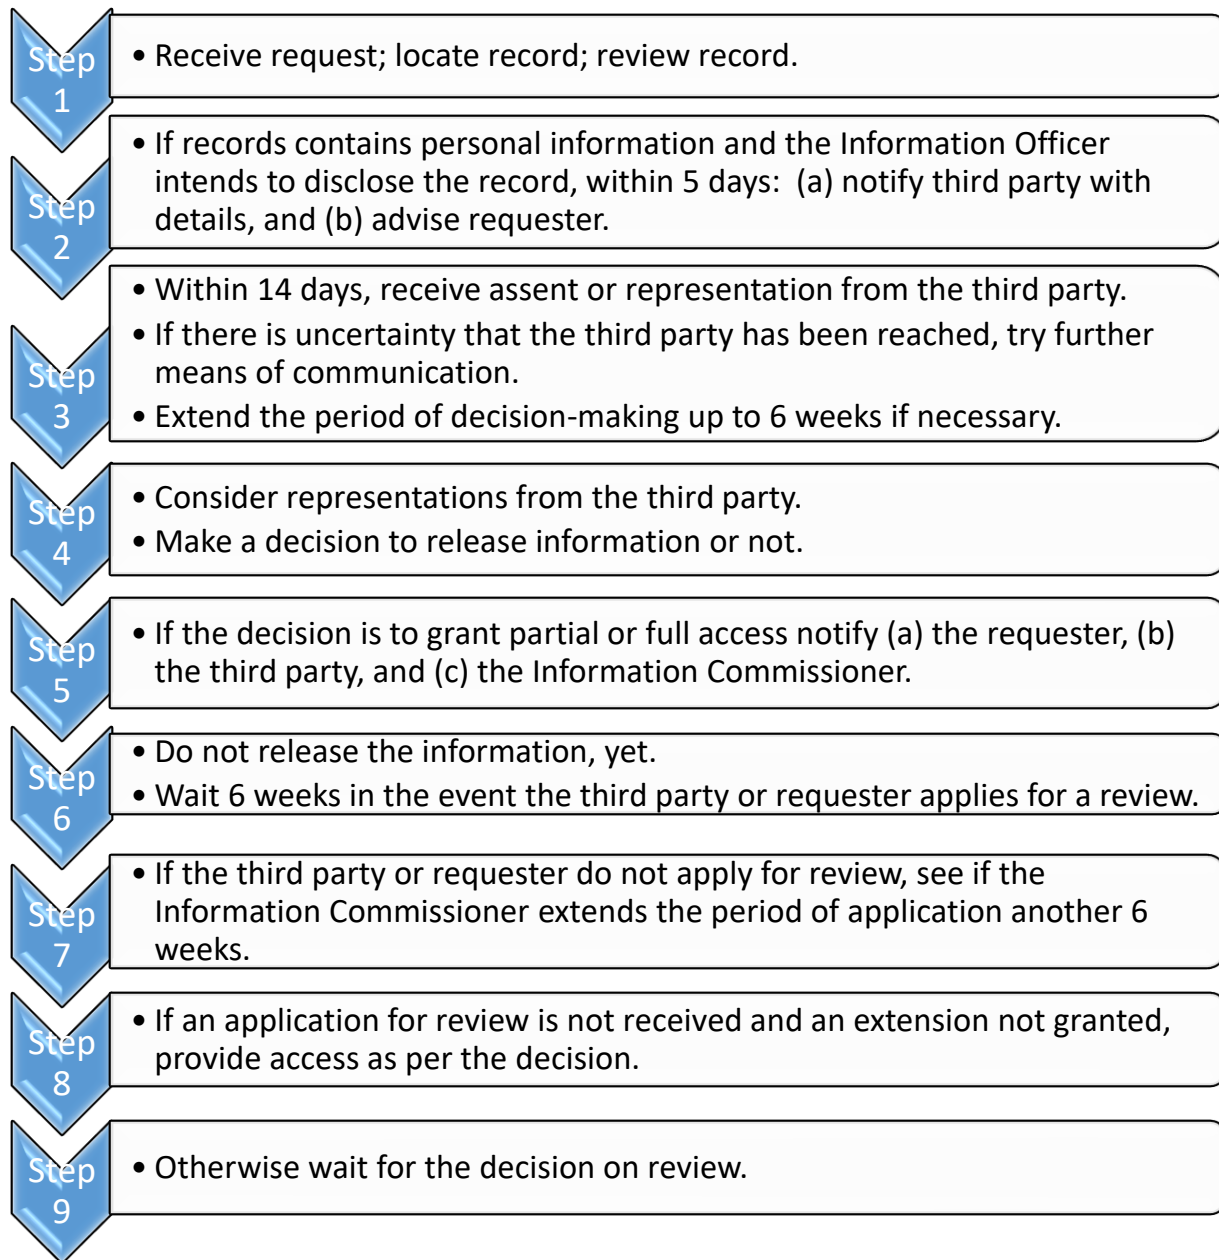 Step
1
• Receive request; locate record; review record.
Step
2
• If records contains personal information and the Information Officer
intends to disclose the record, within 5 days:  (a) notify third party with
details, and (b) advise requester.
Step
3
• Within 14 days, receive assent or representation from the third party.
• If there is uncertainty that the third party has been reached, try further
means of communication.
• Extend the period of decision-making up to 6 weeks if necessary.
Step
4
• Consider representations from the third party.
• Make a decision to release information or not.
Step
5
• If the decision is to grant partial or full access notify (a) the requester, (b)
the third party, and (c) the Information Commissioner.
Step
6
• Do not release the information, yet.
• Wait 6 weeks in the event the third party or requester applies for a review.
Step
7
• If the third party or requester do not apply for review, see if the
Information Commissioner extends the period of application another 6
weeks.
Step
8
• If an application for review is not received and an extension not granted,
provide access as per the decision.
Step
9
• Otherwise wait for the decision on review.